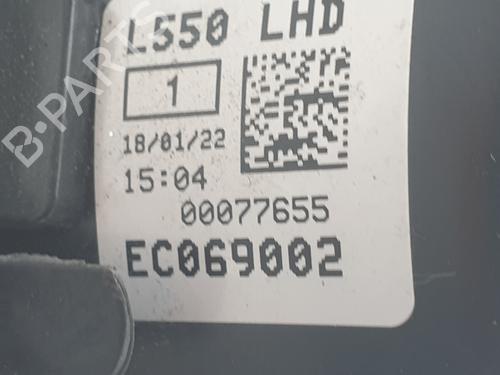 L550 LHD
1
18/01/22
15:04
00077655
EC069002
B-PARTS